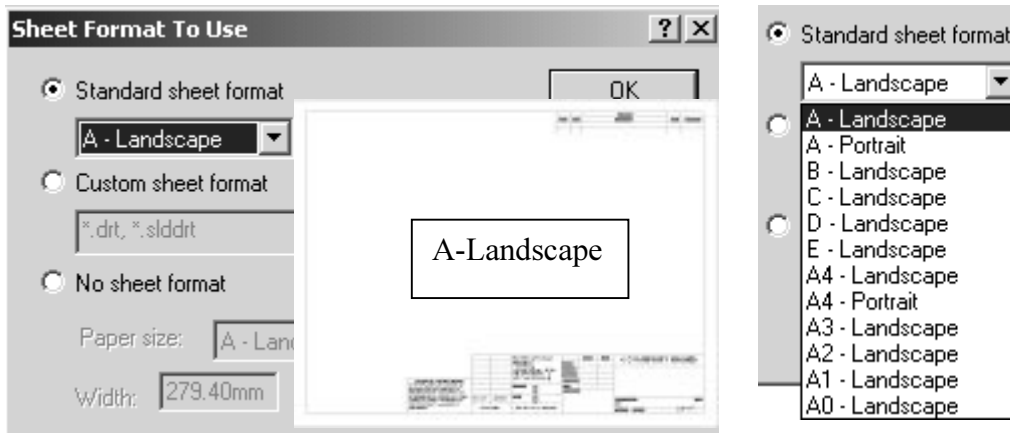 Sheet Format To Use
Standard sheet format
OK
A - Landscape
Custom sheet format
*.drt, *.slddrt
No sheet format
Paper size: A - Lan
Width: 279.40mm
A-Landscape
Standard sheet format
A - Landscape
A - Landscape
A - Portrait
B - Landscape
C - Landscape
D - Landscape
E - Landscape
A4 - Landscape
A4 - Portrait
A3 - Landscape
A2 - Landscape
A1 - Landscape
A0 - Landscape